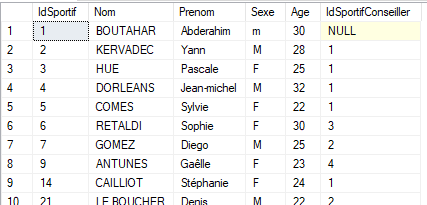 IdSportif Nom Prenom Sexe Age IdSportifConseiller
1 1 BOUTAHAR Abderahim m 30 NULL
2 2 KERVADEC Yann M 28 1
3 3 HUE Pascale F 25 1
4 4 DORLEANS Jean-michel M 32 1
5 5 COMES Sylvie F 22 1
6 6 RETALDI Sophie F 30 3
7 7 GOMEZ Diego M 25 2
8 9 ANTUNES Gaêlle F 23 4
9 14 CAILLIOT Stéphanie F 24 1
10 21 LE BOUCHER Denis M 22 2